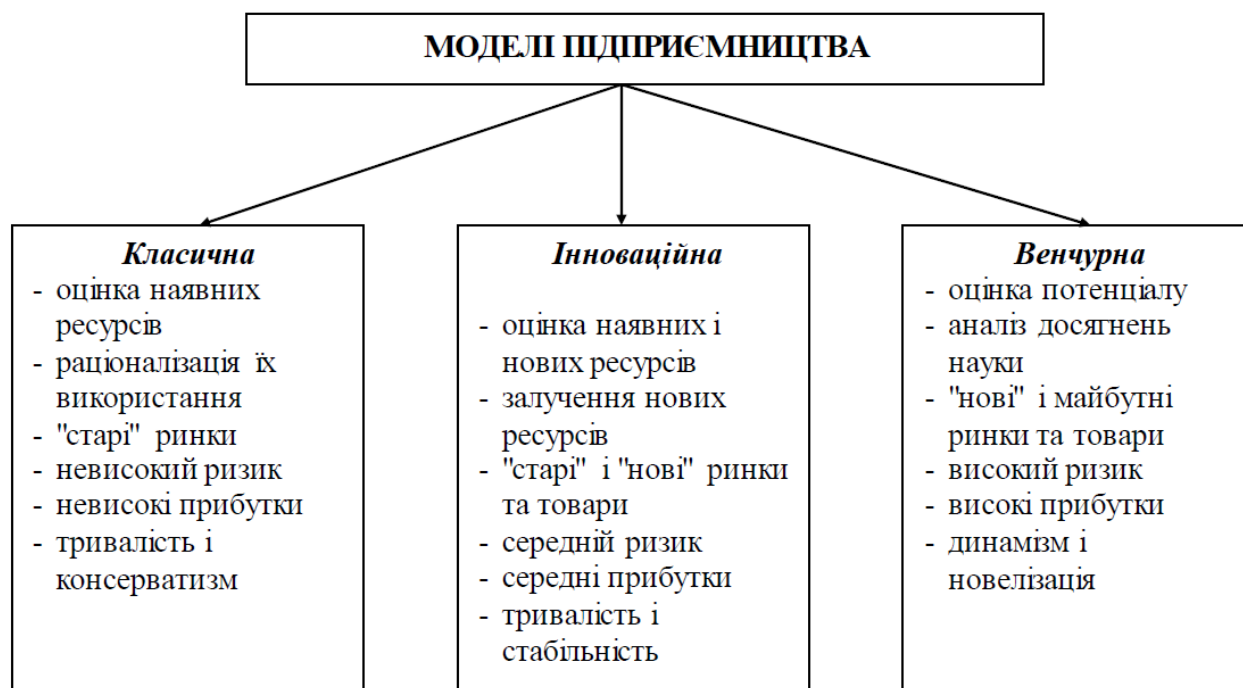 МОДЕЛІ ПІДПРИЄМНИЦТВА
Класична
- оцінка наявних
ресурсів
- раціоналізація їх
використання
- "старі" ринки
- невисокий ризик
- невисокі прибутки
- тривалість і
консерватизм
Інноваційна
- оцінка наявних і
нових ресурсів
- залучення нових
ресурсів
- "старі" і "нові" ринки
та товари
- середній ризик
- середні прибутки
- тривалість і
стабільність
Венчурна
- оцінка потенціалу
- аналіз досягнень
науки
- "нові" і майбутні
ринки та товари
- високий ризик
- високі прибутки
- динамізм і
новелізація